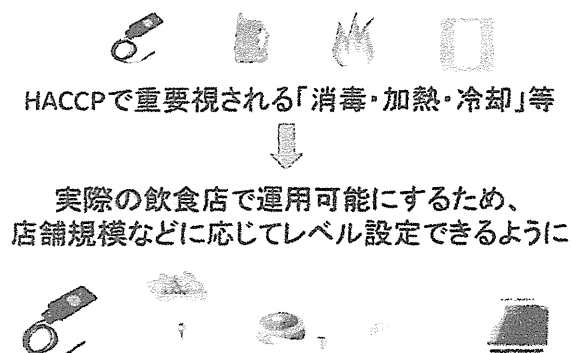 HACCPで重要視される「消毒・加熱・冷却」等
実際の飲食店で運用可能にするため、
店舗規模などに応じてレベル設定できるように